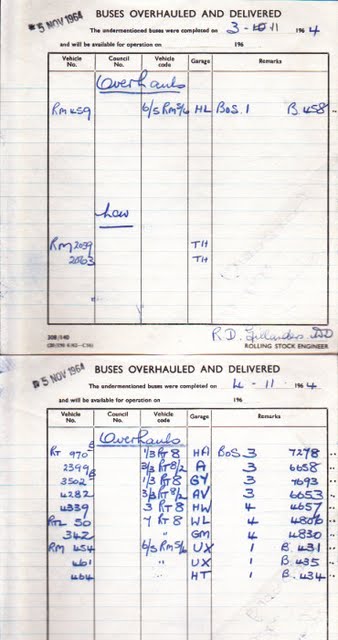 5 NOV 1964
BUSES OVERHAULED AND DELIVERED
The undermentioned buses were completed on 3-11 1964
and will be available for operation on 196
Vehicle No. Council No. Vehicle code Garage Remarks
Overhauls
RM 459 6/5 RM5/4 HL BoS. 1 B. 458
RM 2059 TH
2063 TH
308/140
R.D.
ROLLING STOCK ENGINEER
5 NOV 1964
BUSES OVERHAULED AND DELIVERED
The undermentioned buses were completed on 4-11 1964
and will be available for operation on 196
Vehicle No. Council No. Vehicle code Garage Remarks
Overhauls
RT 970 B 1/3 RT 8 HA BoS 3 7278
2399 B 3/3 RT 8/2 A 3 6658
3502 E 1/3 RT 8 GY 3 7693
4282 3/3 RT 8/2 AV 3 6653
4339 3 RT 8 HW 4 4657
RTL 50 7 RT 8 WL 4 4806
342 " GM 4 4830
RM 454 6/5 RM 5/4 UX 1 B. 431
461 " UX 1 B. 435
464 " HT 1 B. 434